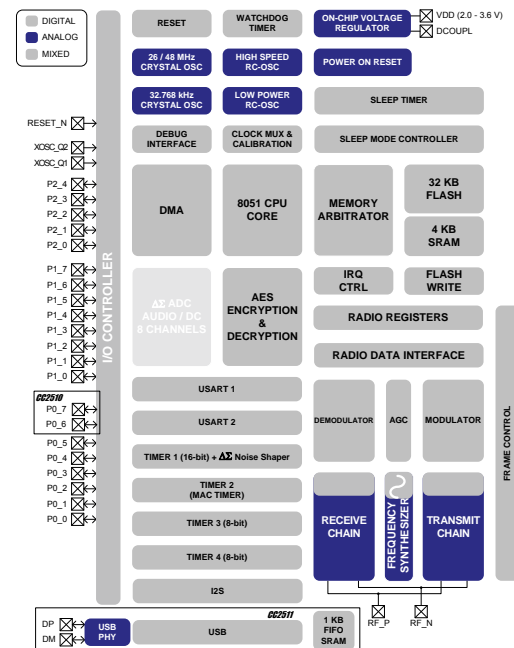 DIGITAL
ANALOG
MIXED
RESET
WATCHDOG
TIMER
ON-CHIP VOLTAGE
REGULATOR
VDD (2.0 - 3.6 V)
DCOUPL
26 / 48 MHz
CRYSTAL OSC
HIGH SPEED
RC-OSC
POWER ON RESET
32.768 kHz
CRYSTAL OSC
LOW POWER
RC-OSC
SLEEP TIMER
RESET_N
DEBUG
INTERFACE
CLOCK MUX &
CALIBRATION
SLEEP MODE CONTROLLER
XOSC_Q2
XOSC_Q1
P2_4
P2_3
P2_2
P2_1
P2_0
DMA
8051 CPU
CORE
MEMORY
ARBITRATOR
32 KB
FLASH
4 KB
SRAM
I/O CONTROLLER
P1_7
P1_6
P1_5
P1_4
P1_3
P1_2
P1_1
P1_0
ΔΣ ADC
AUDIO / DC
8 CHANNELS
AES
ENCRYPTION
&
DECRYPTION
IRQ
CTRL
FLASH
WRITE
RADIO REGISTERS
RADIO DATA INTERFACE
CC2510
P0_7
P0_6
P0_5
P0_4
P0_3
P0_2
P0_1
P0_0
USART 1
USART 2
TIMER 1 (16-bit) + ΔΣ Noise Shaper
TIMER 2
(MAC TIMER)
TIMER 3 (8-bit)
TIMER 4 (8-bit)
I2S
DEMODULATOR
AGC
MODULATOR
FRAME CONTROL
RECEIVE
CHAIN
FREQUENCY
SYNTHESIZER
TRANSMIT
CHAIN
RF_P
RF_N
CC2511
DP
DM
USB
PHY
USB
1 KB
FIFO
SRAM